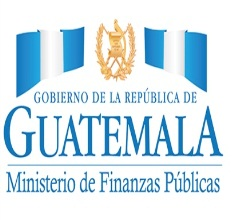 GOBIERNO DE LA REPÚBLICA DE
GUATEMALA
Ministerio de Finanzas Públicas